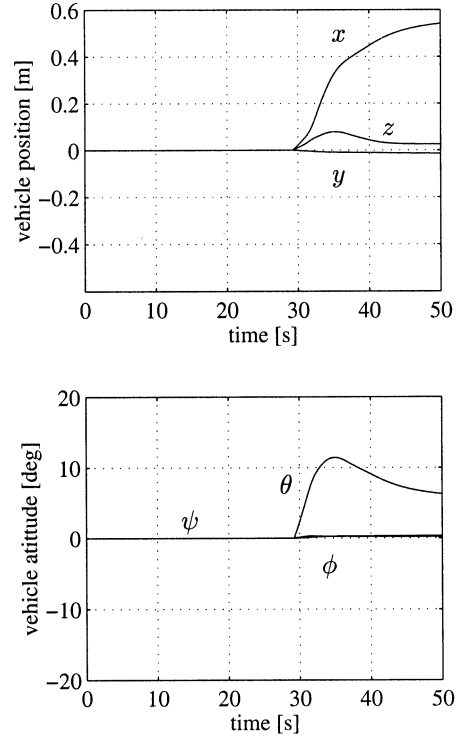 vehicle position [m]
0.6
0.4
0.2
0
−0.2
−0.4
x
z
y
0 10 20 30 40 50
time [s]
vehicle atitude [deg]
20
10
0
−10
−20
θ
ψ
ϕ
0 10 20 30 40 50
time [s]